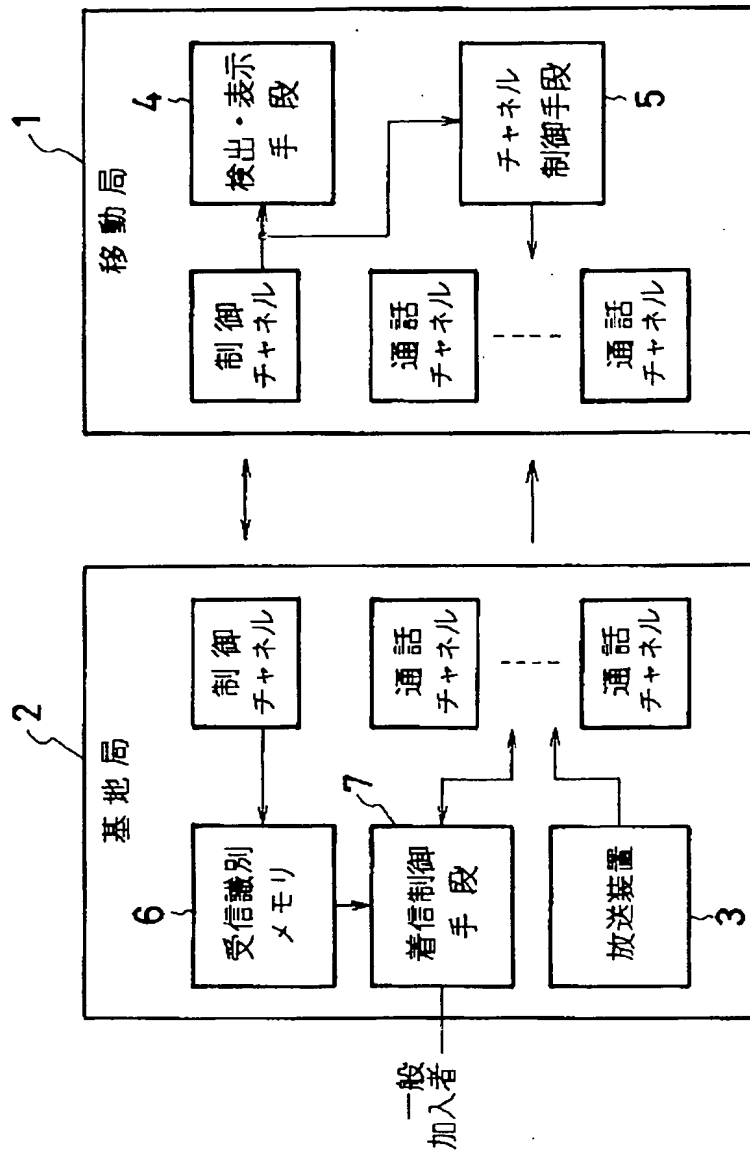 2
基地局
6
受信識別
メモリ
制御
チャネル
7
着信制御
手段
通話
チャネル
3
放送装置
通話
チャネル
一般
加入者
1
移動局
制御
チャネル
4
検出・表示
手段
通話
チャネル
5
チャネル
制御手段
通話
チャネル